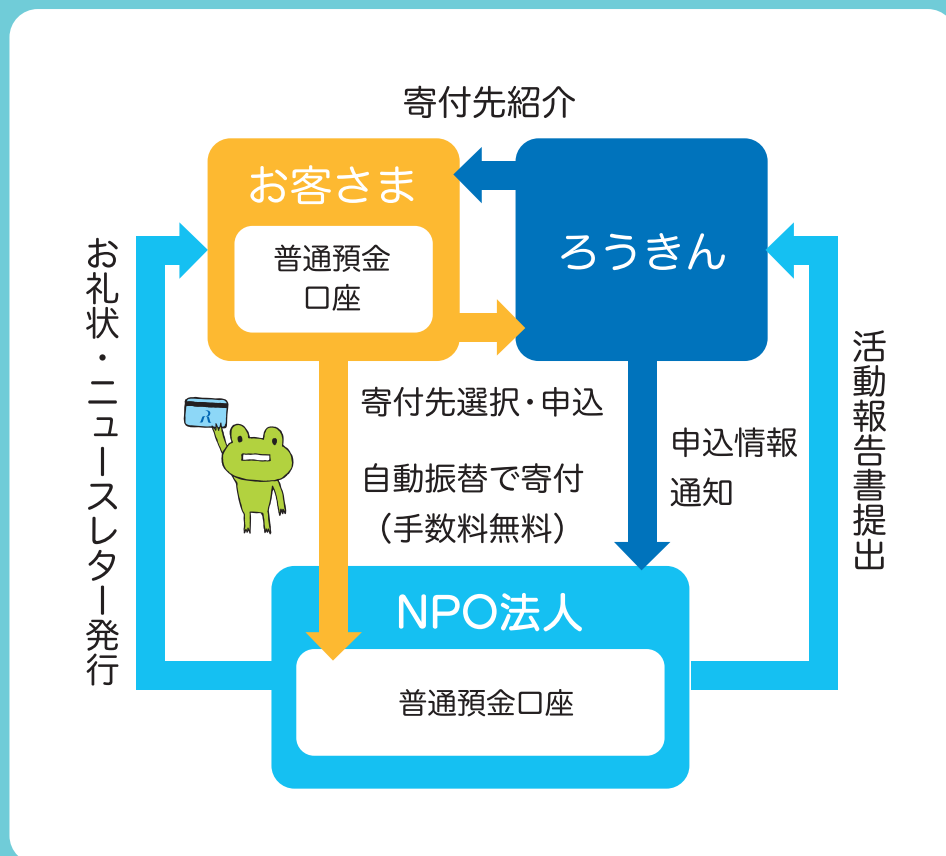 寄付先紹介
お客さま
普通預金
口座
ろうきん
お礼状・ニュースレター発行
寄付先選択・申込
自動振替で寄付
（手数料無料）
申込情報
通知
活動報告書提出
R
NPO法人
普通預金口座